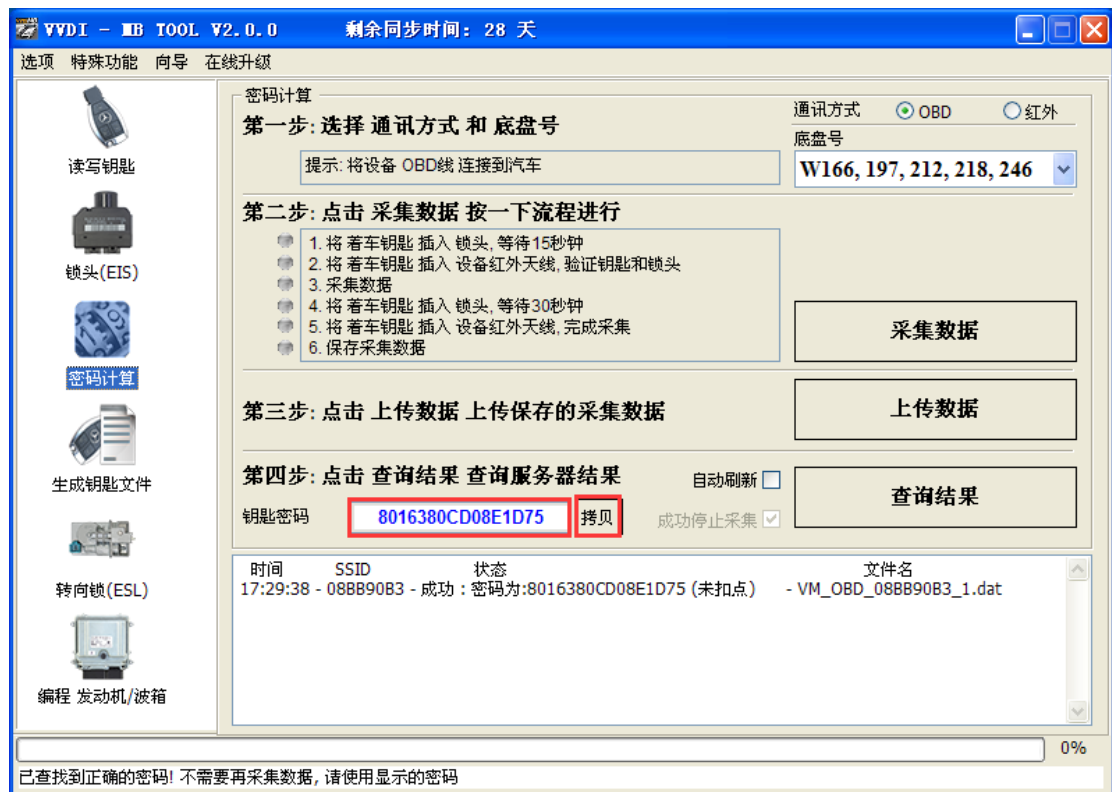 VVDI - MB TOOL V2.0.0 剩余同步时间: 28 天
选项 特殊功能 向导 在线升级
读写钥匙
锁头(EIS)
密码计算
生成钥匙文件
转向锁(ESL)
编程 发动机/波箱
密码计算
第一步: 选择 通讯方式 和 底盘号
提示: 将设备 OBD线 连接到汽车
通讯方式 OBD 红外
底盘号
W166, 197, 212, 218, 246
第二步: 点击 采集数据 按一下流程进行
1. 将 着车钥匙 插入 锁头, 等待15秒钟
2. 将 着车钥匙 插入 设备红外天线, 验证钥匙和锁头
3. 采集数据
4. 将 着车钥匙 插入 锁头, 等待30秒钟
5. 将 着车钥匙 插入 设备红外天线, 完成采集
6. 保存采集数据
采集数据
第三步: 点击 上传数据 上传保存的采集数据
上传数据
第四步: 点击 查询结果 查询服务器结果
自动刷新
钥匙密码 8016380CD08E1D75 拷贝
成功停止采集
查询结果
时间 SSID 状态 文件名
17:29:38 - 08BB90B3 - 成功：密码为:8016380CD08E1D75 (未扣点) - VM_OBD_08BB90B3_1.dat
0%
已查找到正确的密码! 不需要再采集数据, 请使用显示的密码